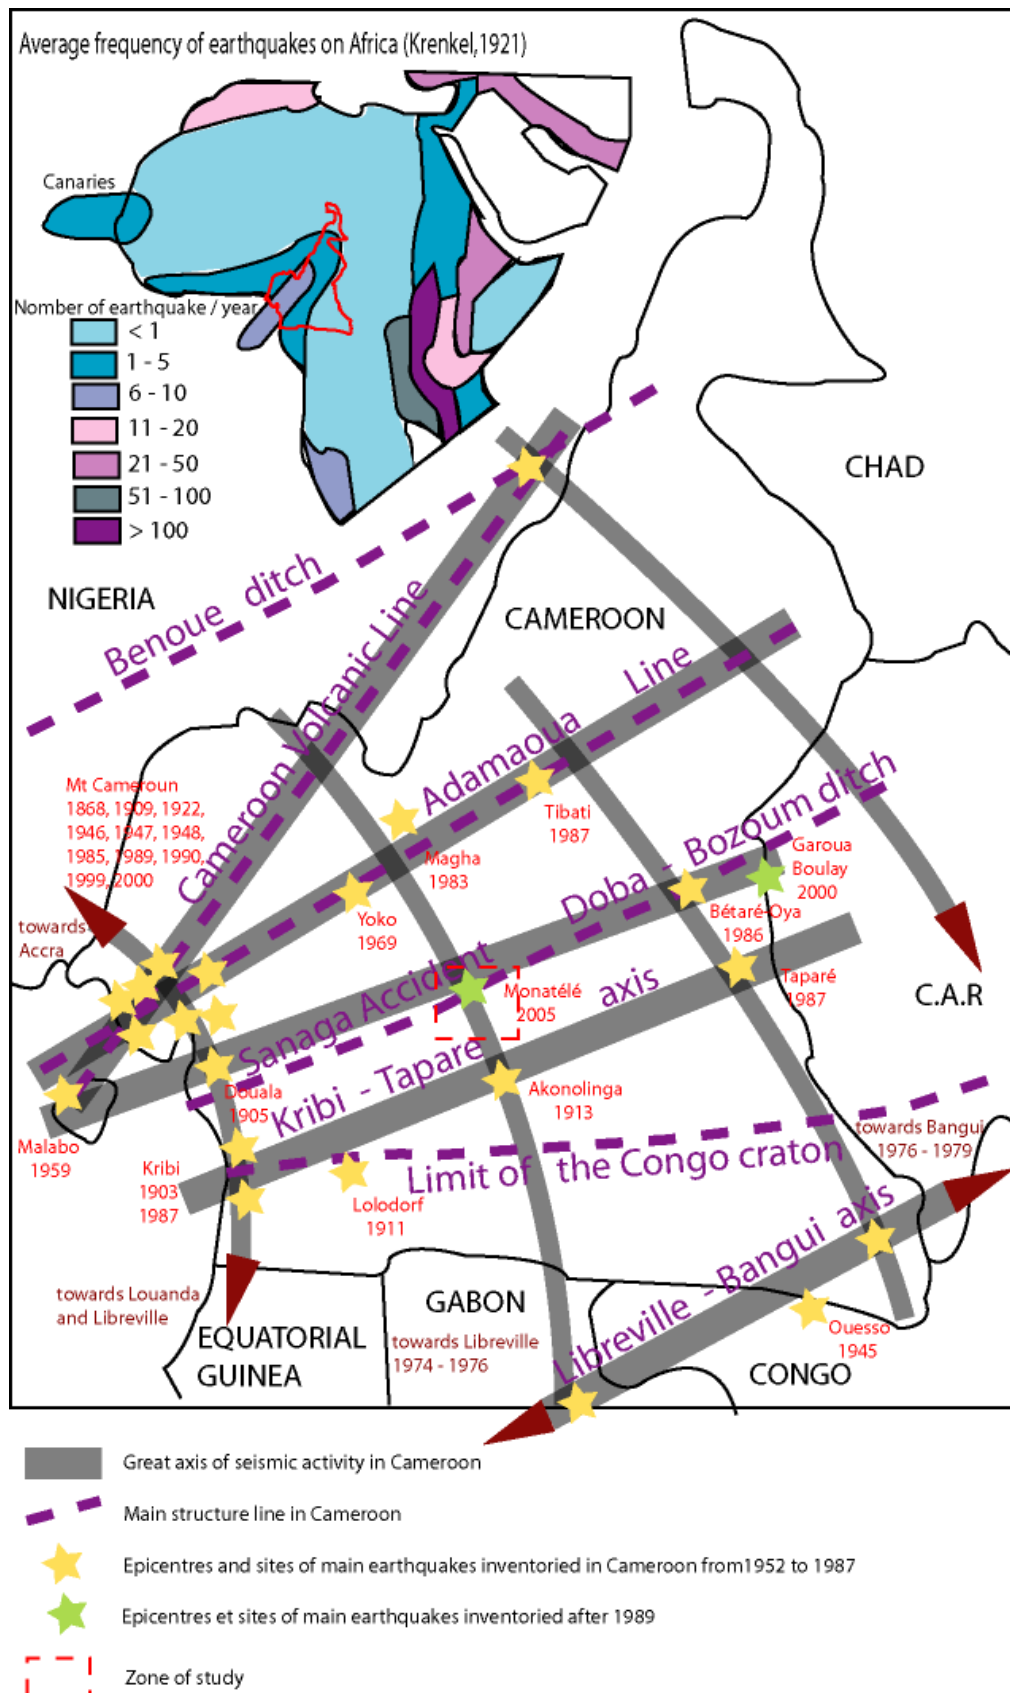 Average frequency of earthquakes on Africa (Krenkel,1921)
Canaries
Nomber of earthquake / year
< 1
1 - 5
6 - 10
11 - 20
21 - 50
51 - 100
> 100
CHAD
NIGERIA
Benoue ditch
CAMEROON
Cameroon Volcanic Line
Adamaoua Line
Mt Cameroun
1868, 1909, 1922,
1946, 1947, 1948,
1985, 1989, 1990,
1999, 2000
Tibati
1987
Magha
1983
Yoko
1969
Sanaga Accident Doba - Bozoum ditch
Garoua
Boulay
2000
Bétaré-Oya
1986
towards
Accra
Monatélé
2005
Taparé
1987
C.A.R
Kribi - Tapare axis
Douala
1905
Akonolinga
1913
Malabo
1959
Kribi
1903
1987
Lolodorf
1911
Limit of the Congo craton
towards Bangui
1976 - 1979
Libreville - Bangui axis
towards Louanda
and Libreville
EQUATORIAL
GUINEA
GABON
towards Libreville
1974 - 1976
Ouesso
1945
CONGO
Great axis of seismic activity in Cameroon
Main structure line in Cameroon
Epicentres and sites of main earthquakes inventoried in Cameroon from1952 to 1987
Epicentres et sites of main earthquakes inventoried after 1989
Zone of study